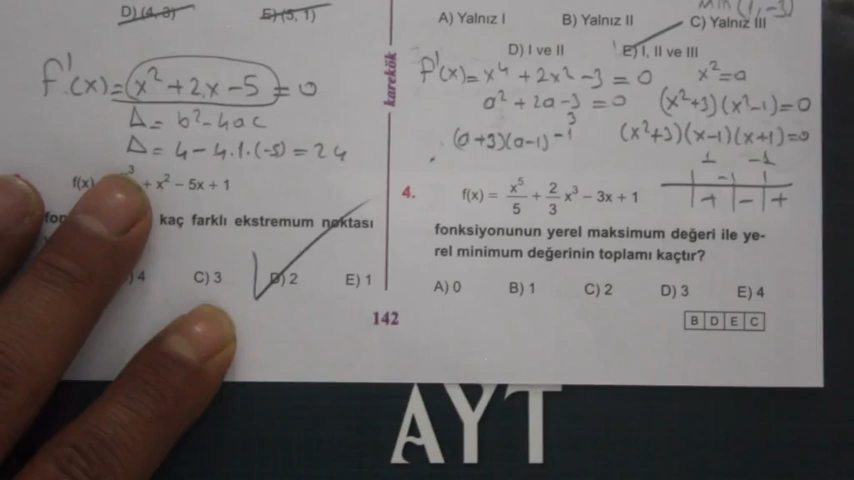 D) (4, 3) E) (5, 1)
f'(x) = x² + 2x - 5 = 0
Δ = b² - 4ac
Δ = 4 - 4.1.(-5) = 24
f(x) + x² − 5x + 1
kaç farklı ekstremum noktası
4 C) 3 D) 2 E) 1
karekök
142
Min (1, -3)
A) Yalnız I B) Yalnız II C) Yalnız III
D) I ve II E) I, II ve III
f'(x) = x⁴ + 2x² - 3 = 0 x² = a
a² + 2a - 3 = 0 (x²+3)(x²-1) = 0
3
(a+3)(a-1) -1 (x²+3)(x-1)(x+1) = 0
1 -1
-1 1
+ - +
4. f(x) = x⁵/5 + 2/3 x³ − 3x + 1
fonksiyonunun yerel maksimum değeri ile ye-
rel minimum değerinin toplamı kaçtır?
A) 0 B) 1 C) 2 D) 3 E) 4
B D E C
AYT